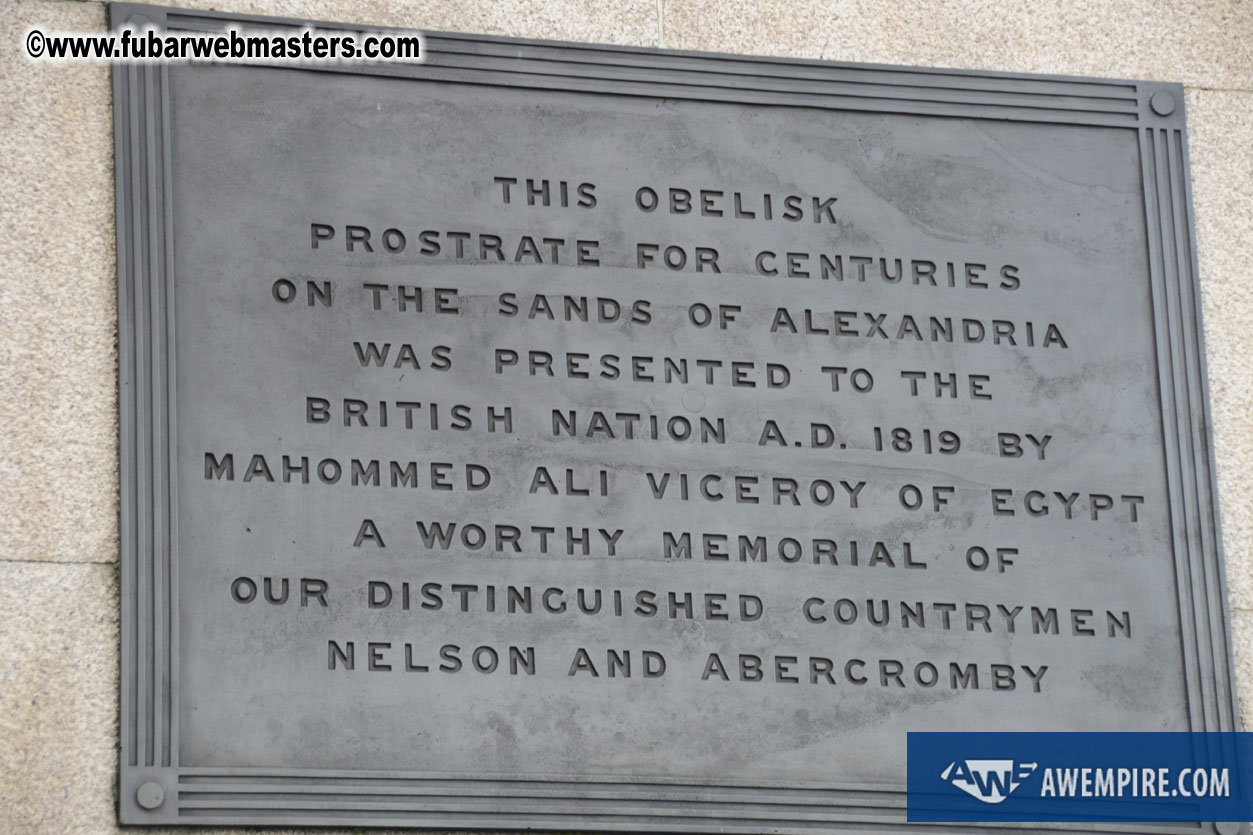 ©www.fubarwebmasters.com
THIS OBELISK
PROSTRATE FOR CENTURIES
ON THE SANDS OF ALEXANDRIA
WAS PRESENTED TO THE
BRITISH NATION A.D. 1819 BY
MAHOMMED ALI VICEROY OF EGYPT
A WORTHY MEMORIAL OF
OUR DISTINGUISHED COUNTRYMEN
NELSON AND ABERCROMBY
AW AWEMPIRE.COM